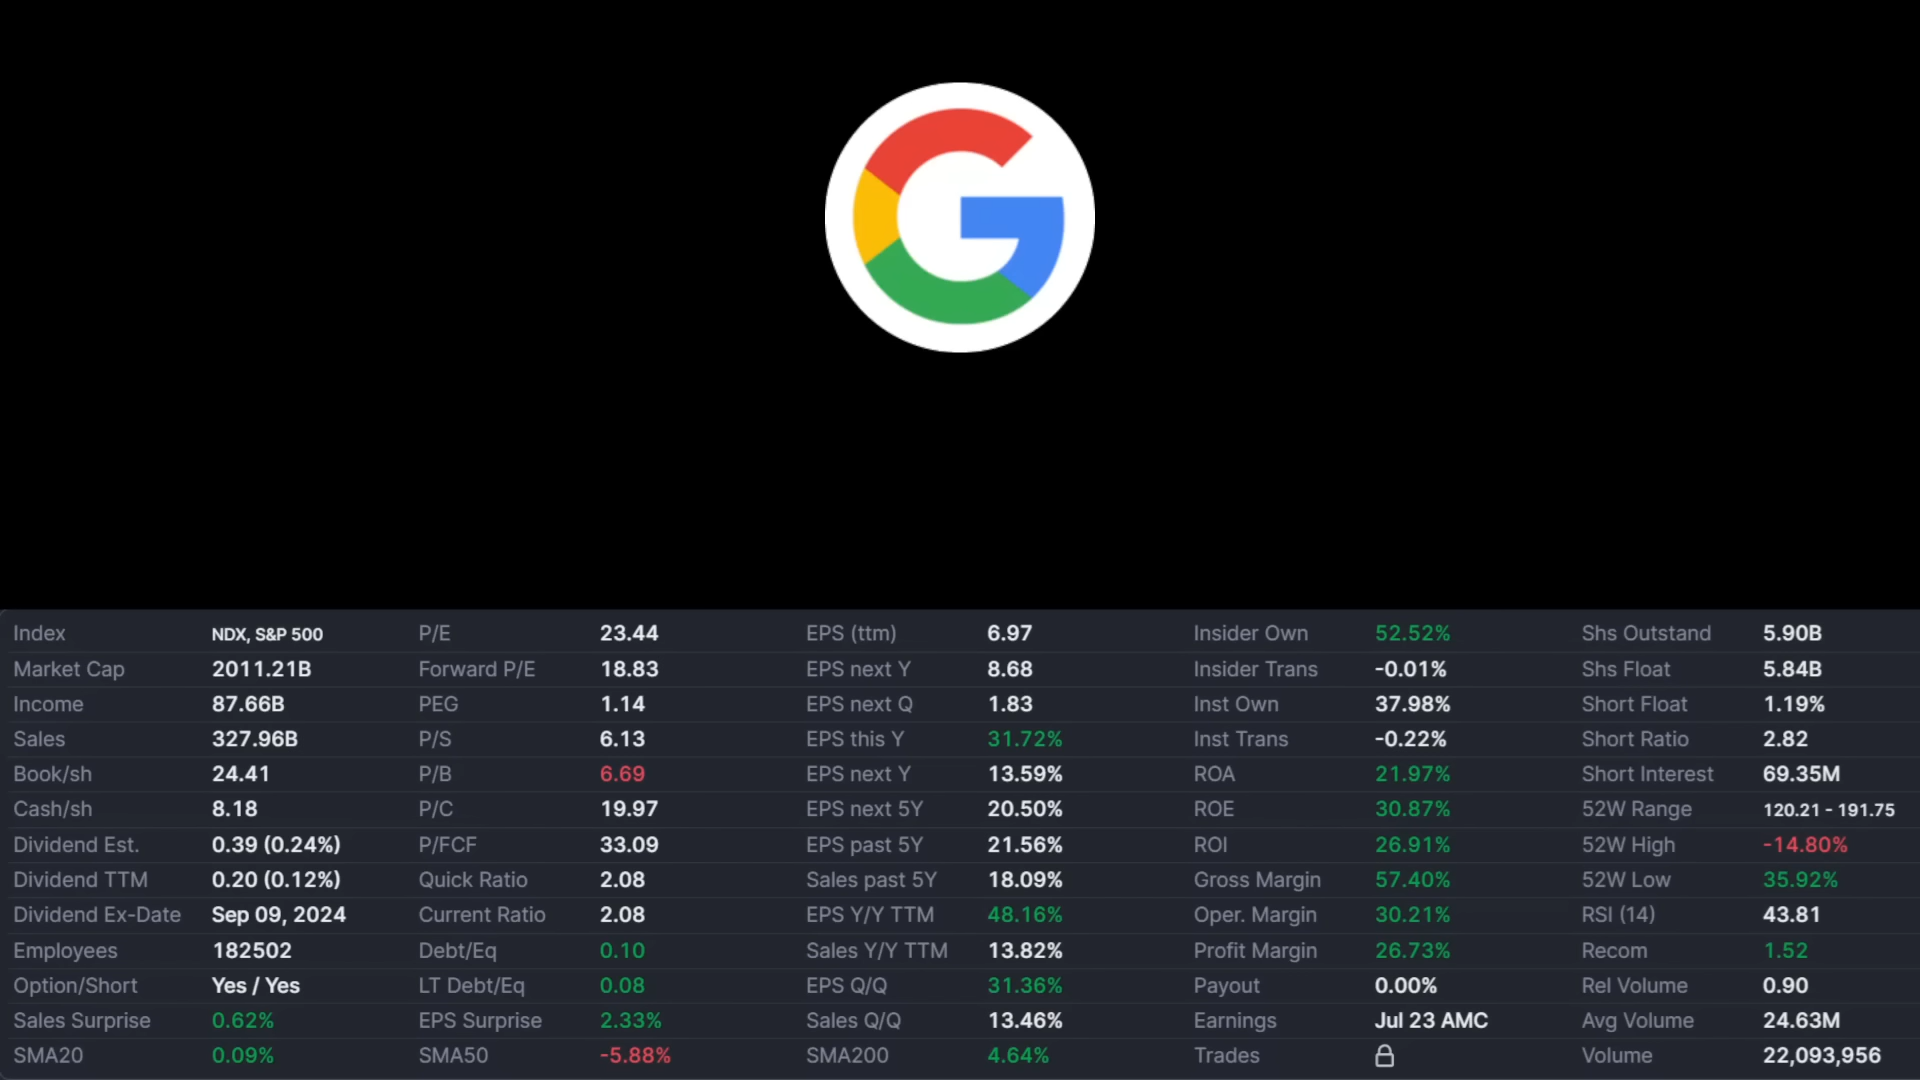 Index NDX, S&P 500 P/E 23.44 EPS (ttm) 6.97 Insider Own 52.52% Shs Outstand 5.90B
Market Cap 2011.21B Forward P/E 18.83 EPS next Y 8.68 Insider Trans -0.01% Shs Float 5.84B
Income 87.66B PEG 1.14 EPS next Q 1.83 Inst Own 37.98% Short Float 1.19%
Sales 327.96B P/S 6.13 EPS this Y 31.72% Inst Trans -0.22% Short Ratio 2.82
Book/sh 24.41 P/B 6.69 EPS next Y 13.59% ROA 21.97% Short Interest 69.35M
Cash/sh 8.18 P/C 19.97 EPS next 5Y 20.50% ROE 30.87% 52W Range 120.21 - 191.75
Dividend Est. 0.39 (0.24%) P/FCF 33.09 EPS past 5Y 21.56% ROI 26.91% 52W High -14.80%
Dividend TTM 0.20 (0.12%) Quick Ratio 2.08 Sales past 5Y 18.09% Gross Margin 57.40% 52W Low 35.92%
Dividend Ex-Date Sep 09, 2024 Current Ratio 2.08 EPS Y/Y TTM 48.16% Oper. Margin 30.21% RSI (14) 43.81
Employees 182502 Debt/Eq 0.10 Sales Y/Y TTM 13.82% Profit Margin 26.73% Recom 1.52
Option/Short Yes / Yes LT Debt/Eq 0.08 EPS Q/Q 31.36% Payout 0.00% Rel Volume 0.90
Sales Surprise 0.62% EPS Surprise 2.33% Sales Q/Q 13.46% Earnings Jul 23 AMC Avg Volume 24.63M
SMA20 0.09% SMA50 -5.88% SMA200 4.64% Trades Volume 22,093,956